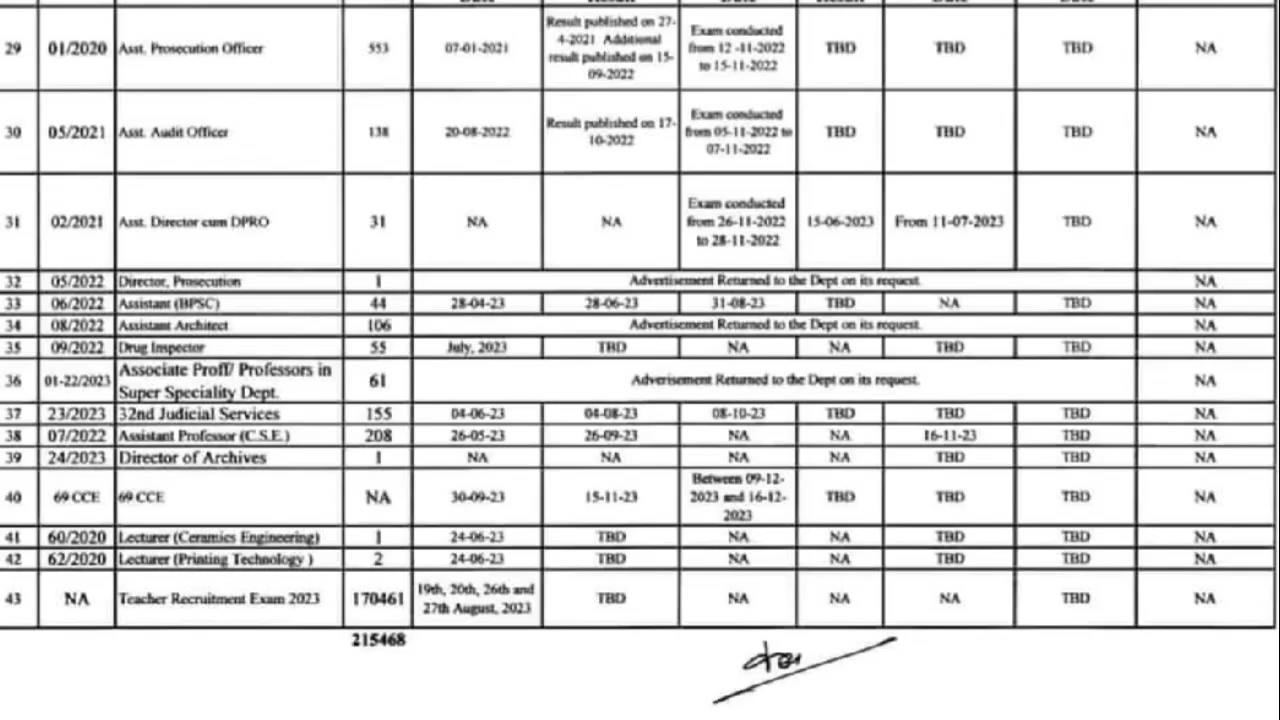 29 01/2020 Asst. Prosecution Officer 553 07-01-2021 Result published on 27-4-2021 Additional result published on 15-09-2022 Exam conducted from 12 -11-2022 to 15-11-2022 TBD TBD TBD NA
30 05/2021 Asst. Audit Officer 138 20-08-2022 Result published on 17-10-2022 Exam conducted from 05-11-2022 to 07-11-2022 TBD TBD TBD NA
31 02/2021 Asst. Director cum DPRO 31 NA NA Exam conducted from 26-11-2022 to 28-11-2022 15-06-2023 From 11-07-2023 TBD NA
32 05/2022 Director, Prosecution 1 Advertisement Returned to the Dept on its request. NA
33 06/2022 Assistant (BPSC) 44 28-04-23 28-06-23 31-08-23 TBD NA TBD NA
34 08/2022 Assistant Architect 106 Advertisement Returned to the Dept on its request. NA
35 09/2022 Drug Inspector 55 July, 2023 TBD NA NA TBD TBD NA
36 01-22/2023 Associate Proff/ Professors in Super Speciality Dept. 61 Adverisement Returned to the Dept on its request. NA
37 23/2023 32nd Judicial Services 155 04-06-23 04-08-23 08-10-23 TBD TBD TBD NA
38 07/2022 Assistant Professor (C.S.E.) 208 26-05-23 26-09-23 NA NA 16-11-23 TBD NA
39 24/2023 Director of Archives 1 NA NA NA NA TBD TBD NA
40 69 CCE 69 CCE NA 30-09-23 15-11-23 Between 09-12-2023 and 16-12-2023 TBD TBD TBD NA
41 60/2020 Lecturer (Ceramics Engineering) 1 24-06-23 TBD NA NA TBD TBD NA
42 62/2020 Lecturer (Printing Technology ) 2 24-06-23 TBD NA NA TBD TBD NA
43 NA Teacher Recruitment Exam 2023 170461 19th, 20th, 26th and 27th August, 2023 TBD NA NA NA TBD NA
215468